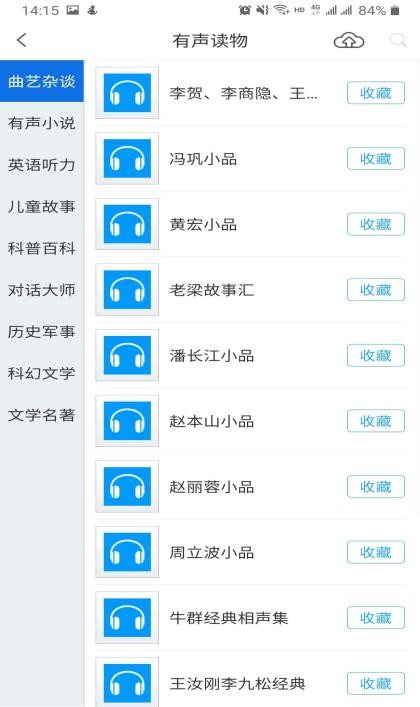 14:15
HD 4G 84%
有声读物
曲艺杂谈
有声小说
英语听力
儿童故事
科普百科
对话大师
历史军事
科幻文学
文学名著
李贺、李商隐、王... 收藏
冯巩小品 收藏
黄宏小品 收藏
老梁故事汇 收藏
潘长江小品 收藏
赵本山小品 收藏
赵丽蓉小品 收藏
周立波小品 收藏
牛群经典相声集 收藏
王汝刚李九松经典 收藏